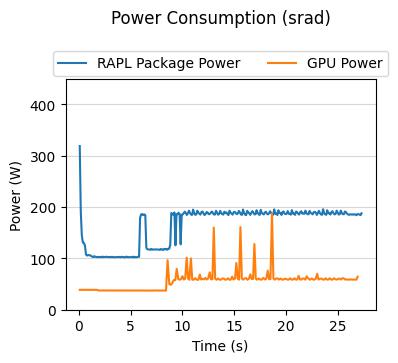 Power Consumption (srad)
RAPL Package Power GPU Power
400
300
200
100
0
Power (W)
0 5 10 15 20 25
Time (s)